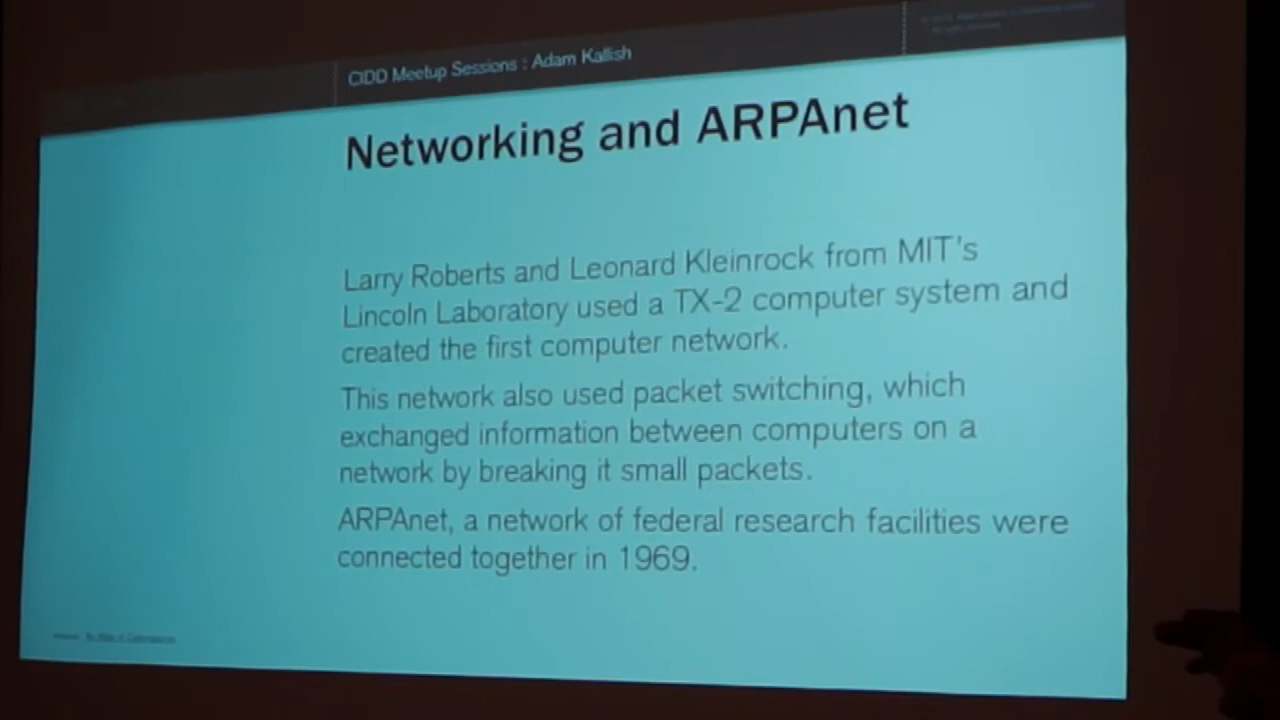 CIDD Meetup Sessions : Adam Kallish
Networking and ARPAnet
Larry Roberts and Leonard Kleinrock from MIT's
Lincoln Laboratory used a TX-2 computer system and
created the first computer network.
This network also used packet switching, which
exchanged information between computers on a
network by breaking it small packets.
ARPAnet, a network of federal research facilities were
connected together in 1969.